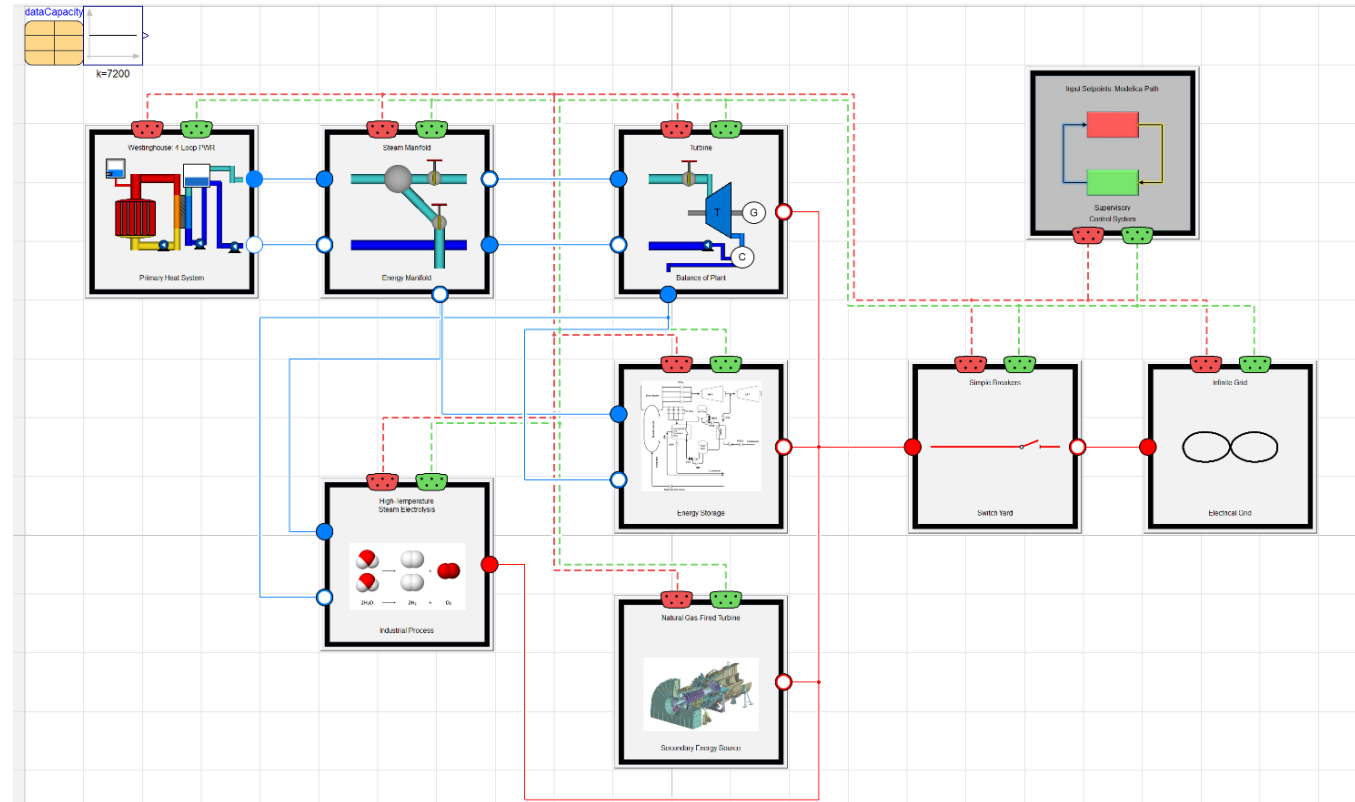 dataCapacity
k=7200
Input Setpoints: Modelica Path
Supervisory
Control System
Westinghouse: 4 Loop PWR
Primary Heat System
Steam Manifold
Energy Manifold
Turbine
T
G
C
Balance of Plant
Energy Storage
Simple Breakers
Switch Yard
Infinite Grid
Electrical Grid
High-Temperature
Steam Electrolysis
2H₂O → 2H₂ + O₂
Industrial Process
Natural Gas-Fired Turbine
Secondary Energy Source